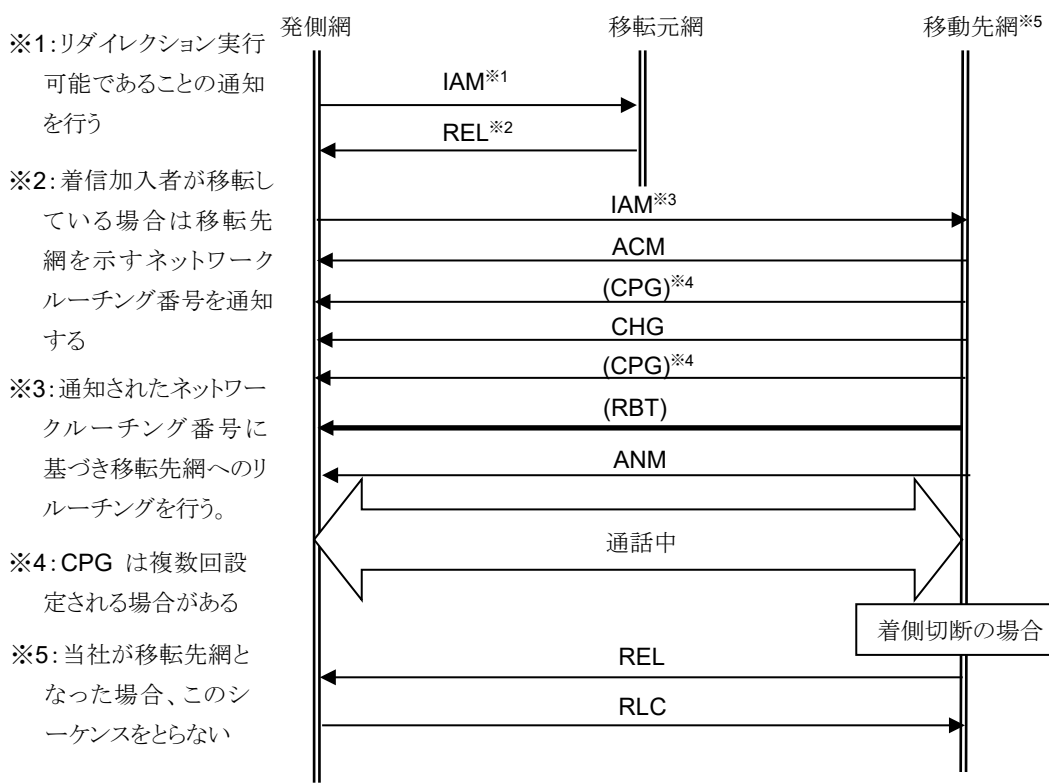 ※1:リダイレクション実行
可能であることの通知
を行う
※2:着信加入者が移転し
ている場合は移転先
網を示すネットワーク
ルーチング番号を通知
する
※3:通知されたネットワー
クルーチング番号に
基づき移転先網へのリ
ルーチングを行う。
※4:CPG は複数回設
定される場合がある
※5:当社が移転先網と
なった場合、このシ
ーケンスをとらない
発側網
移転元網
移動先網※5
IAM※1
REL※2
IAM※3
ACM
(CPG)※4
CHG
(CPG)※4
(RBT)
ANM
通話中
着側切断の場合
REL
RLC